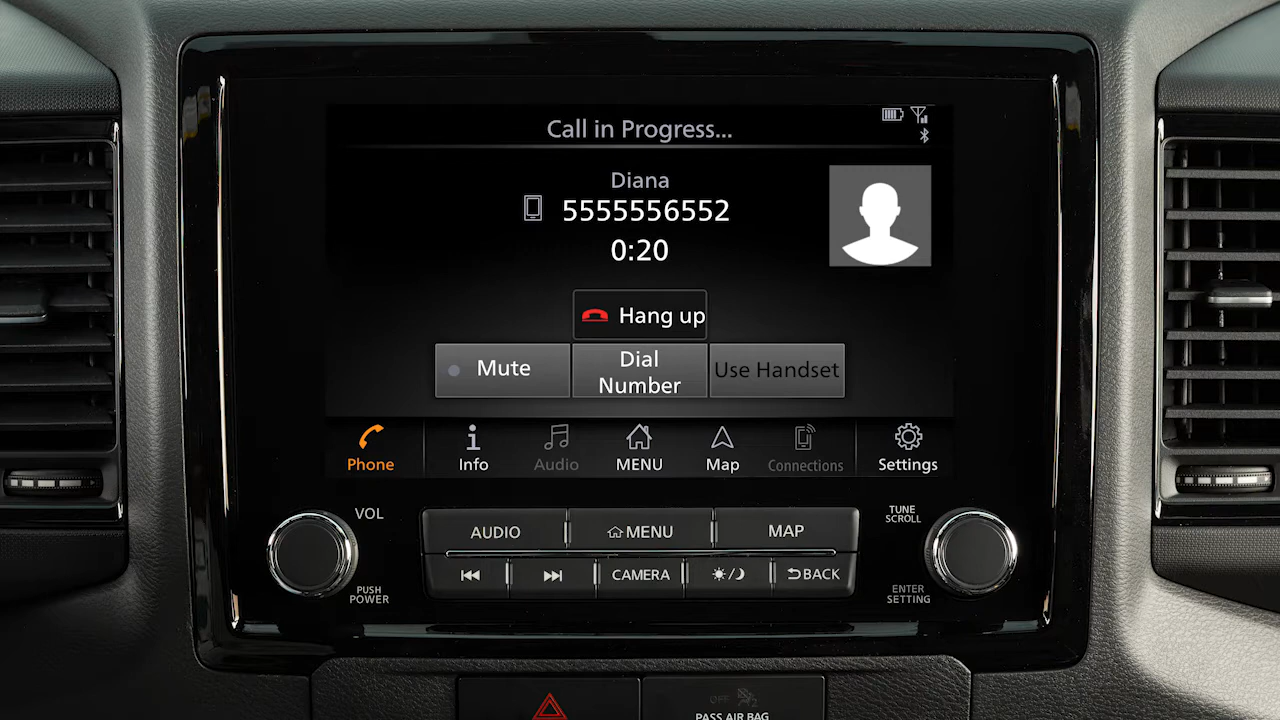 Call in Progress...
Diana
5555556552
0:20
Hang up
Mute
Dial
Number
Use Handset
Phone
Info
Audio
MENU
Map
Connections
Settings
VOL
PUSH
POWER
AUDIO
MENU
MAP
CAMERA
BACK
TUNE
SCROLL
ENTER
SETTING
OFF
PASS AIR BAG